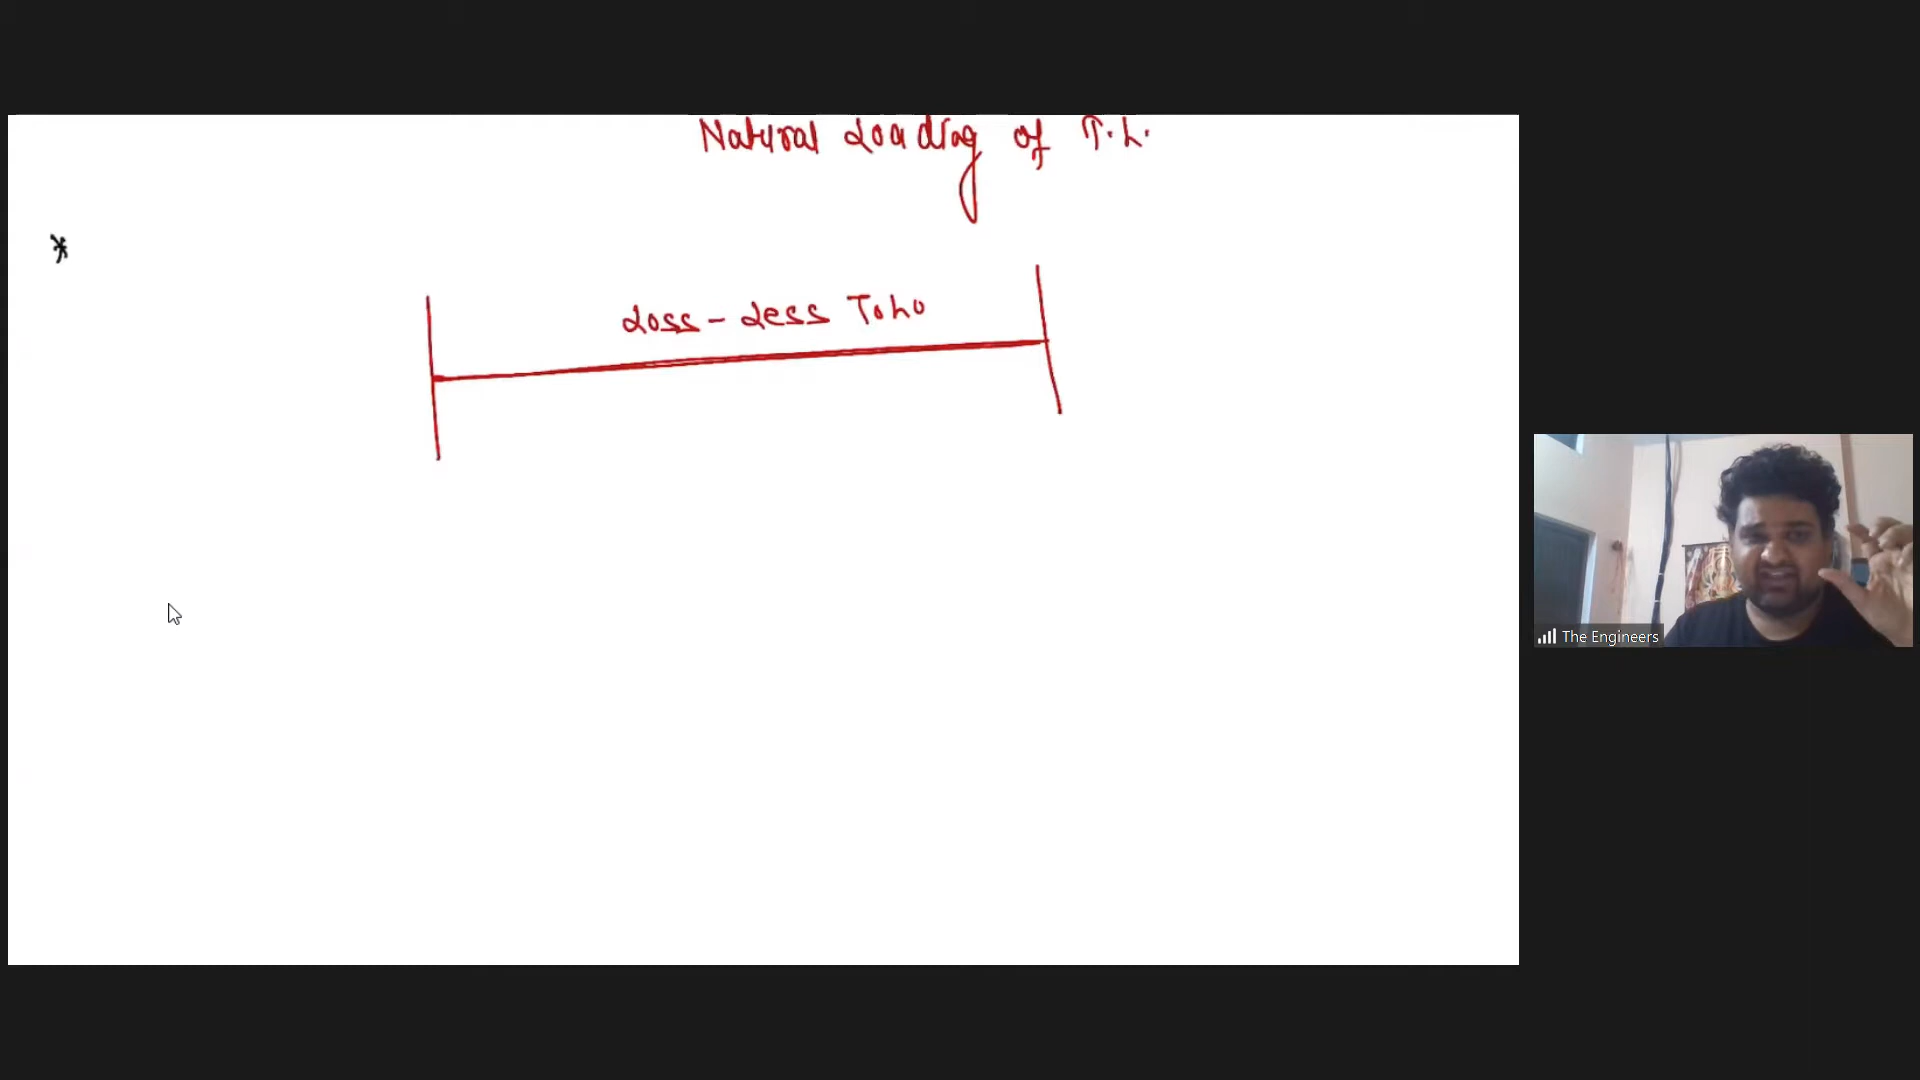 Natural Loading of T.L.
*
Loss-Less T.L.
The Engineers